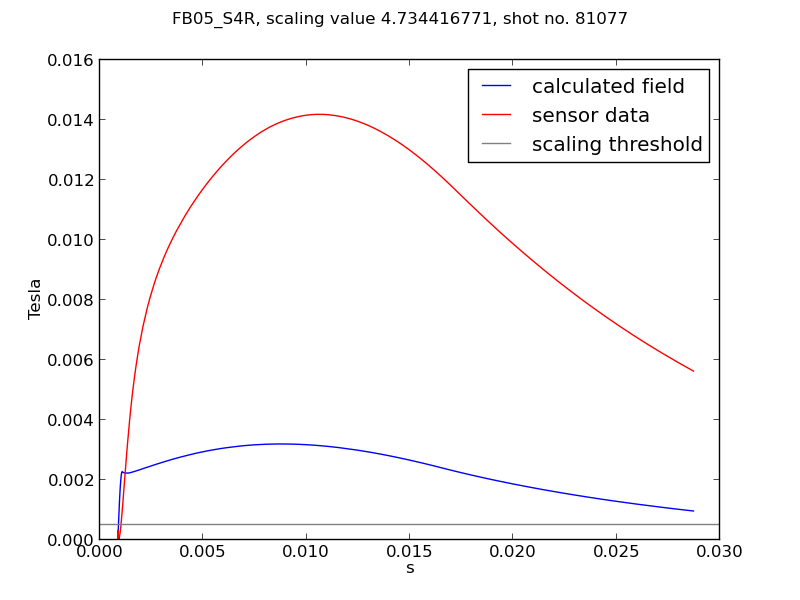 FB05_S4R, scaling value 4.734416771, shot no. 81077
0.016
0.014
0.012
0.010
0.008
0.006
0.004
0.002
0.000
Tesla
calculated field
sensor data
scaling threshold
0.000 0.005 0.010 0.015 0.020 0.025 0.030
s